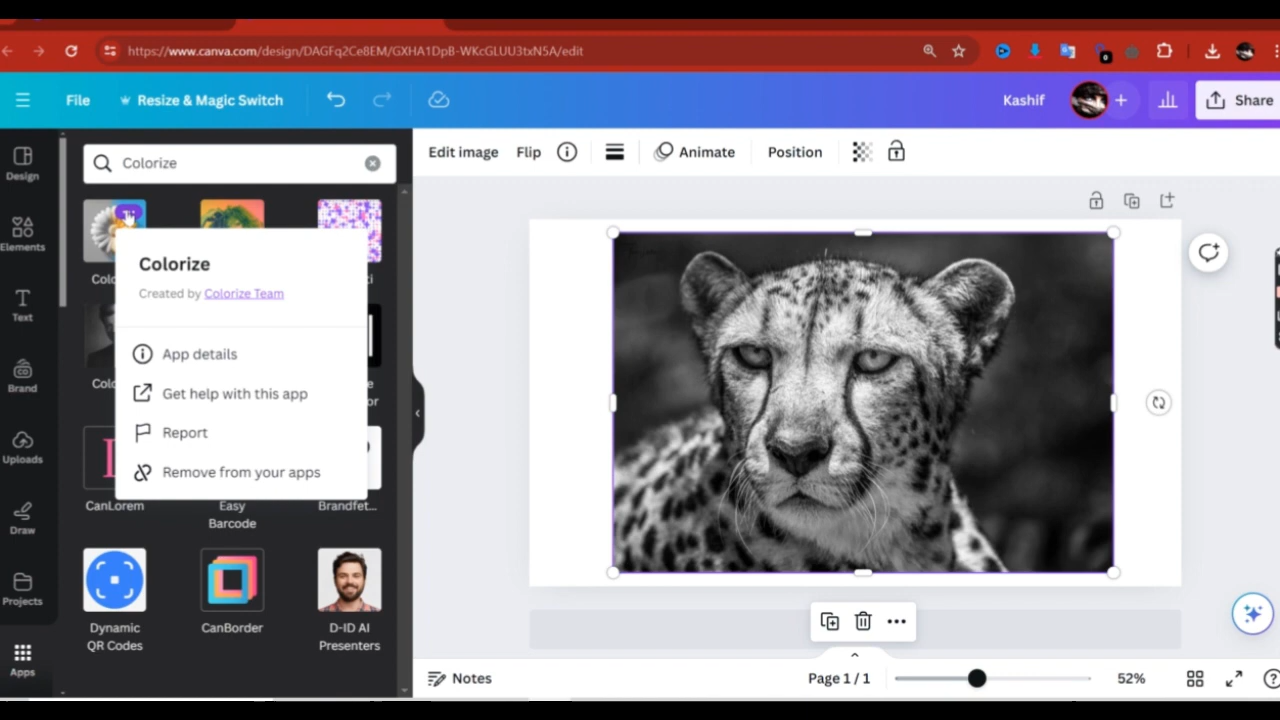 https://www.canva.com/design/DAGFq2Ce8EM/GXHA1DpB-WKcGLUU3txN5A/edit
0
File
Resize & Magic Switch
Kashif
Share
Design
Elements
Text
Brand
Uploads
Draw
Projects
Apps
Colorize
Edit image
Flip
Animate
Position
Colorize
Created by Colorize Team
App details
Get help with this app
Report
Remove from your apps
CanLorem
Easy
Barcode
Brandfet...
Dynamic
QR Codes
CanBorder
D-ID AI
Presenters
Notes
Page 1 / 1
52%